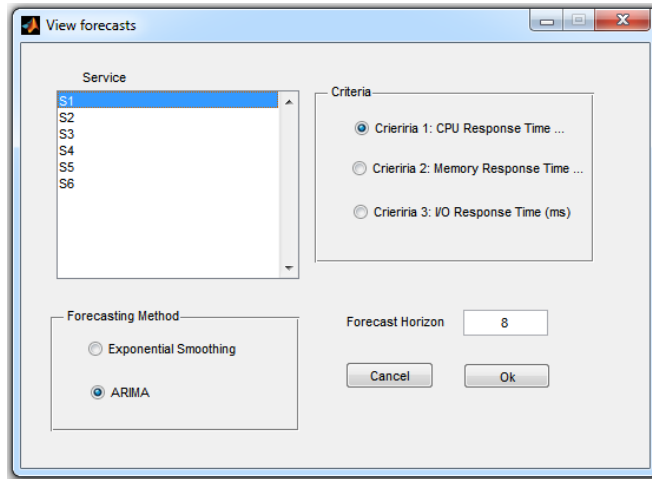 View forecasts
Service
S1
S2
S3
S4
S5
S6
Criteria
Crieriria 1: CPU Response Time ...
Crieriria 2: Memory Response Time ...
Crieriria 3: I/O Response Time (ms)
Forecasting Method
Exponential Smoothing
ARIMA
Forecast Horizon 8
Cancel Ok